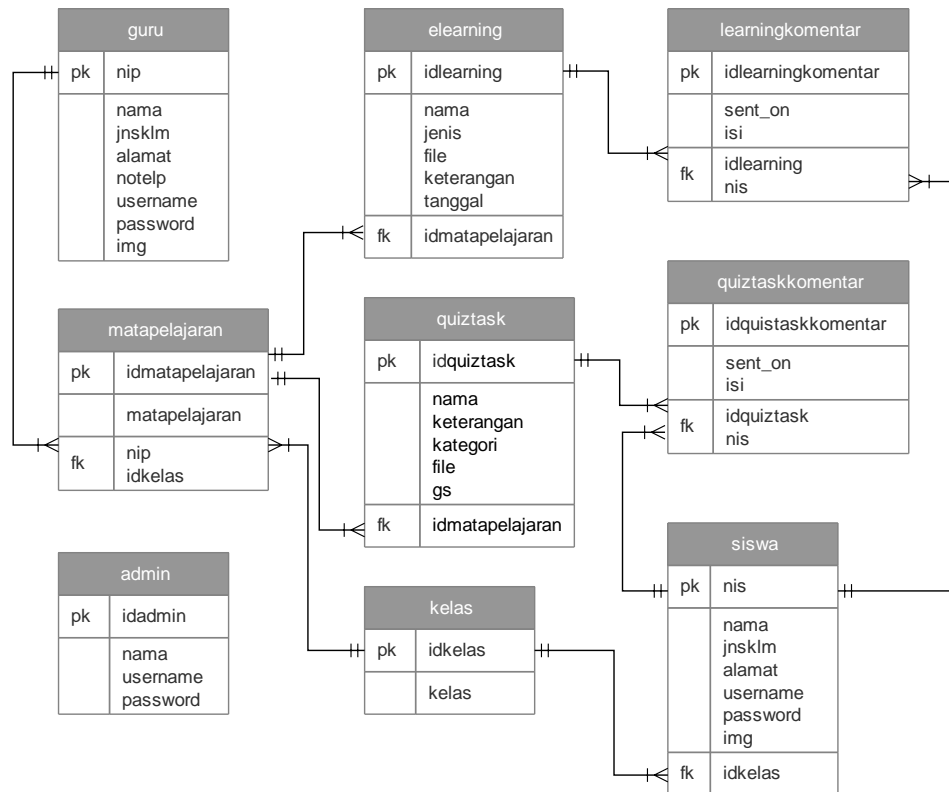 guru
pk nip
nama
jnsklm
alamat
notelp
username
password
img
elearning
pk idlearning
nama
jenis
file
keterangan
tanggal
fk idmatapelajaran
learningkomentar
pk idlearningkomentar
sent_on
isi
fk idlearning
nis
matapelajaran
pk idmatapelajaran
matapelajaran
fk nip
idkelas
quiztask
pk idquiztask
nama
keterangan
kategori
file
gs
fk idmatapelajaran
quiztaskkomentar
pk idquistaskkomentar
sent_on
isi
fk idquiztask
nis
admin
pk idadmin
nama
username
password
kelas
pk idkelas
kelas
siswa
pk nis
nama
jnsklm
alamat
username
password
img
fk idkelas